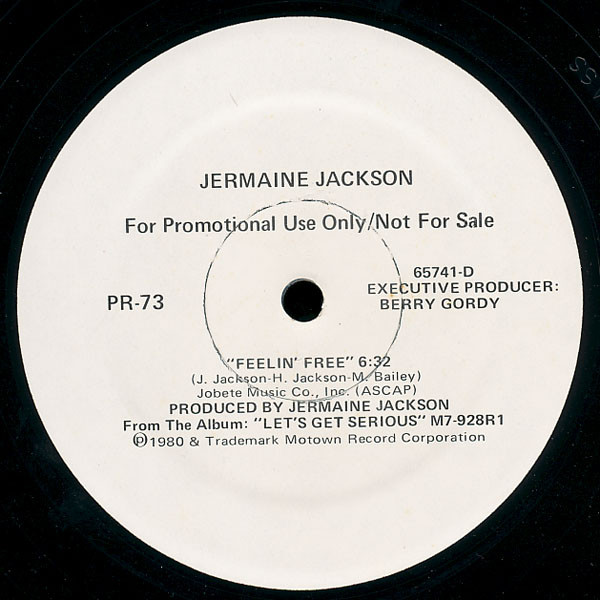 JERMAINE JACKSON
For Promotional Use Only/Not For Sale
65741-D
EXECUTIVE PRODUCER:
PR-73
BERRY GORDY
"FEELIN' FREE" 6:32
(J. Jackson-H. Jackson-M. Bailey)
Jobete Music Co., Inc. (ASCAP)
PRODUCED BY JERMAINE JACKSON
From The Album: "LET'S GET SERIOUS" M7-928R1
℗1980 & Trademark Motown Record Corporation